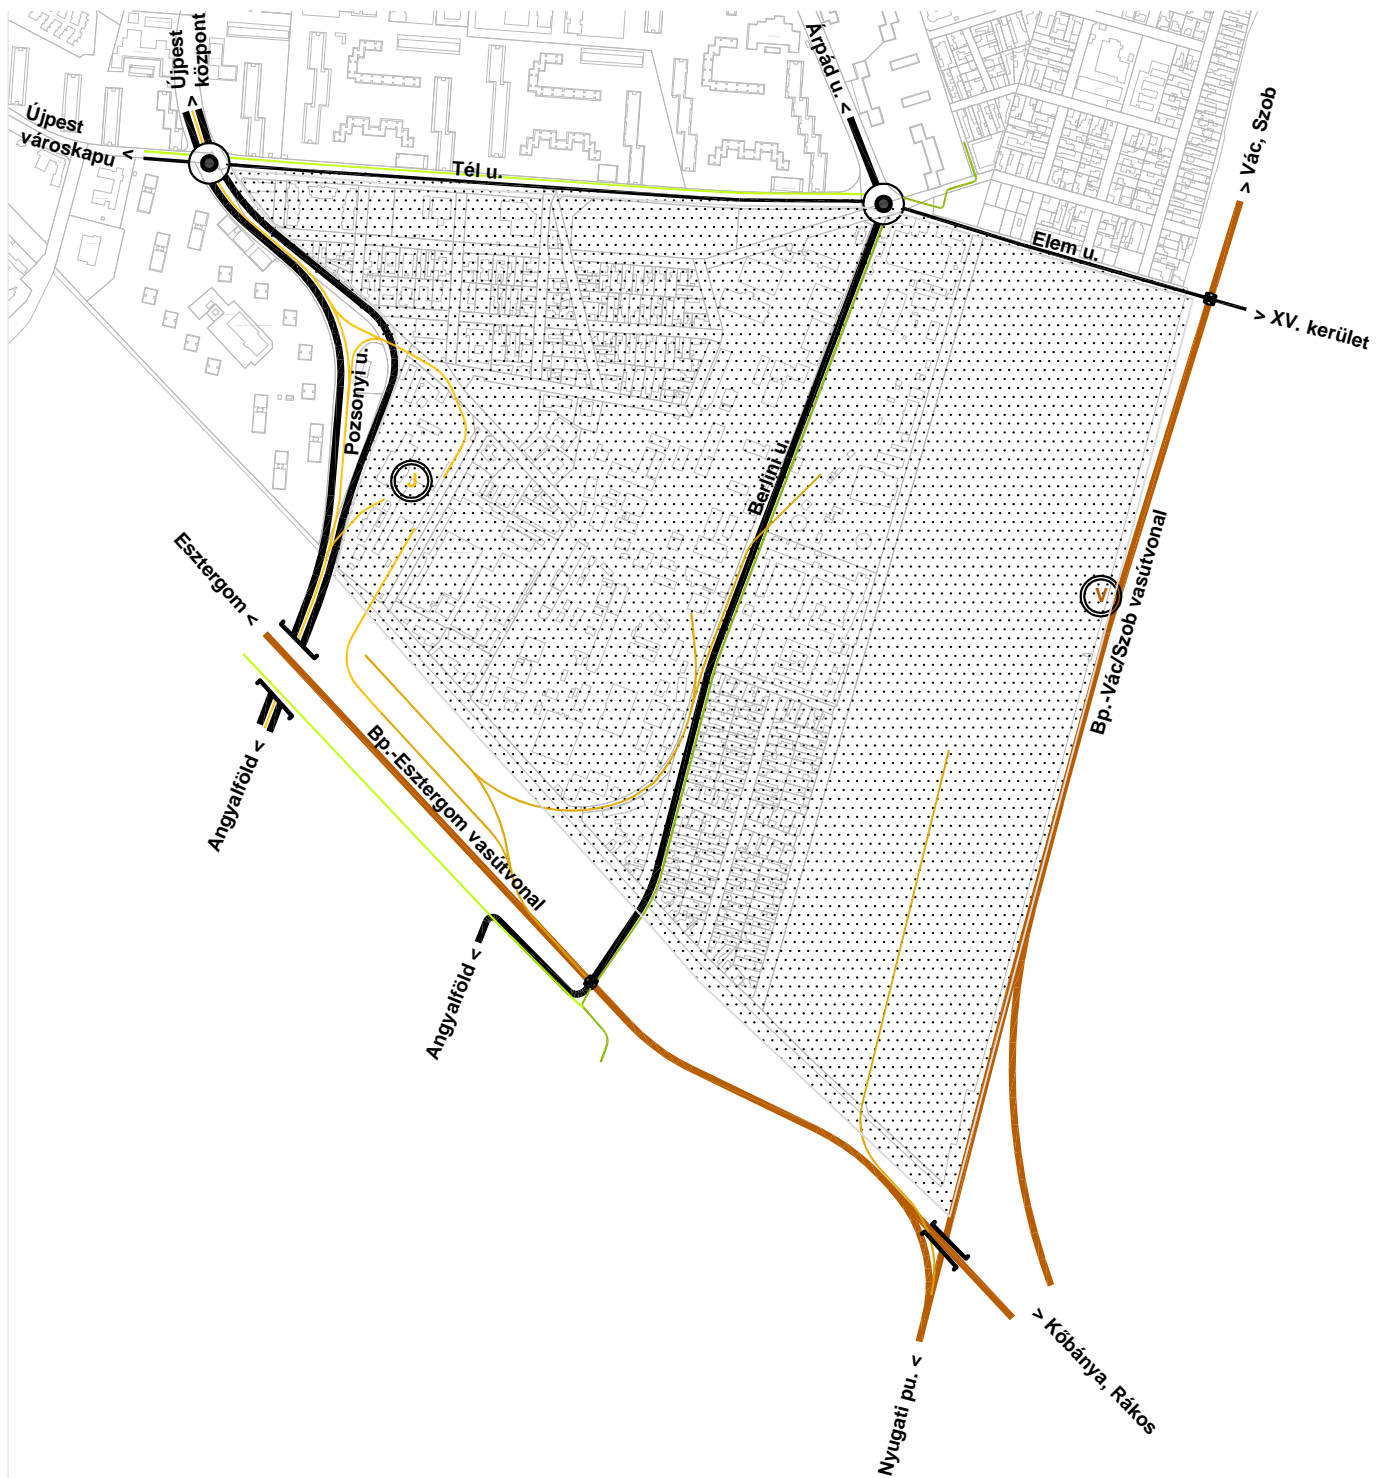 Újpest
központ
>
Újpest
városkapu <
Árpád u. <
> Vác, Szob
Tél u.
Elem u.
> XV. kerület
Pozsonyi u.
J
Berlini u.
Esztergom <
V
Bp.-Vác/Szob vasútvonal
Bp.-Esztergom vasútvonal
Angyalföld <
Angyalföld <
> Kőbánya, Rákos
Nyugati pu. <